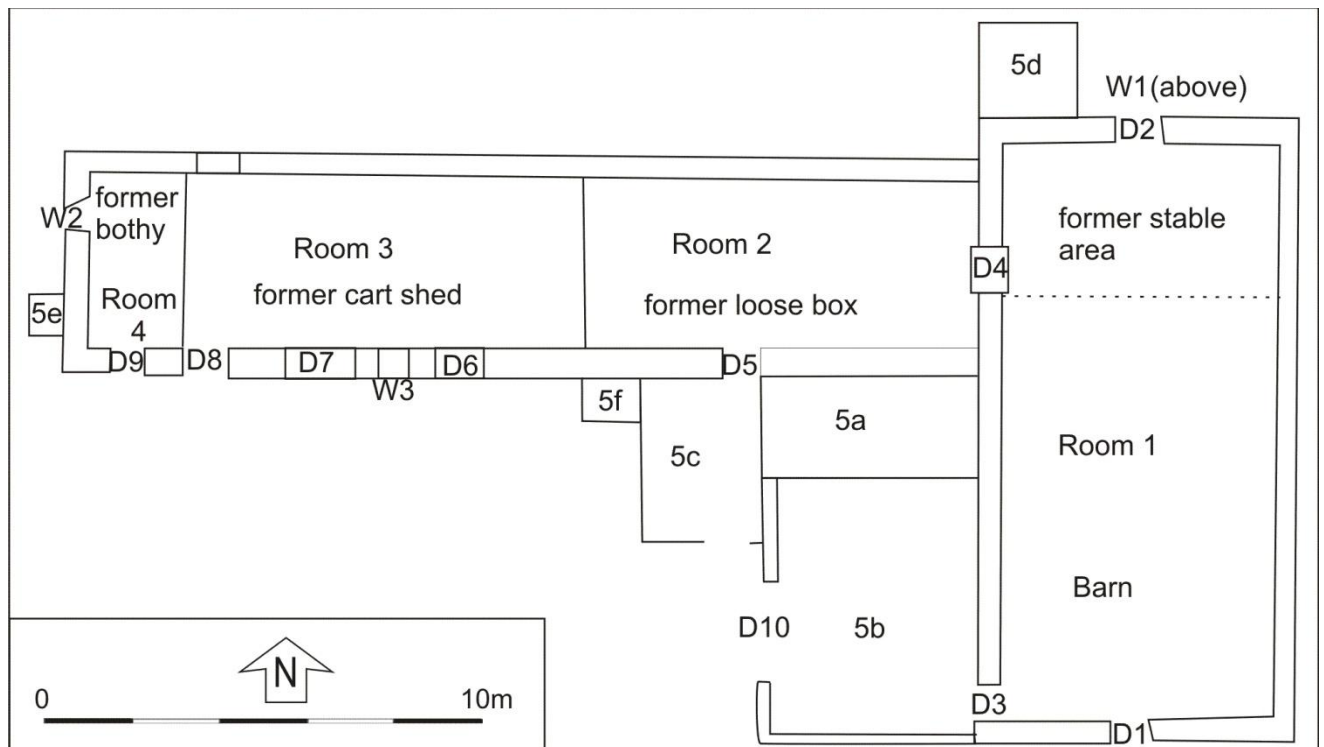 5d
W1(above)
D2
former
bothy
W2
former stable
area
Room 3
Room 2
D4
former cart shed
former loose box
Room
4
5e
D9
D8
D7
W3
D6
D5
5f
5a
5c
Room 1
Barn
D10
5b
D3
D1
N
0
10m